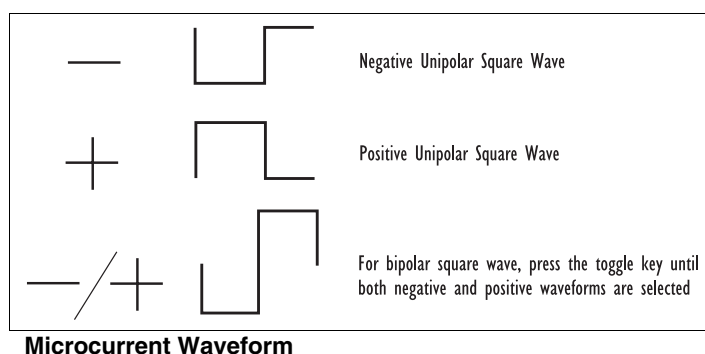 Negative Unipolar Square Wave
Positive Unipolar Square Wave
For bipolar square wave, press the toggle key until
both negative and positive waveforms are selected
Microcurrent Waveform